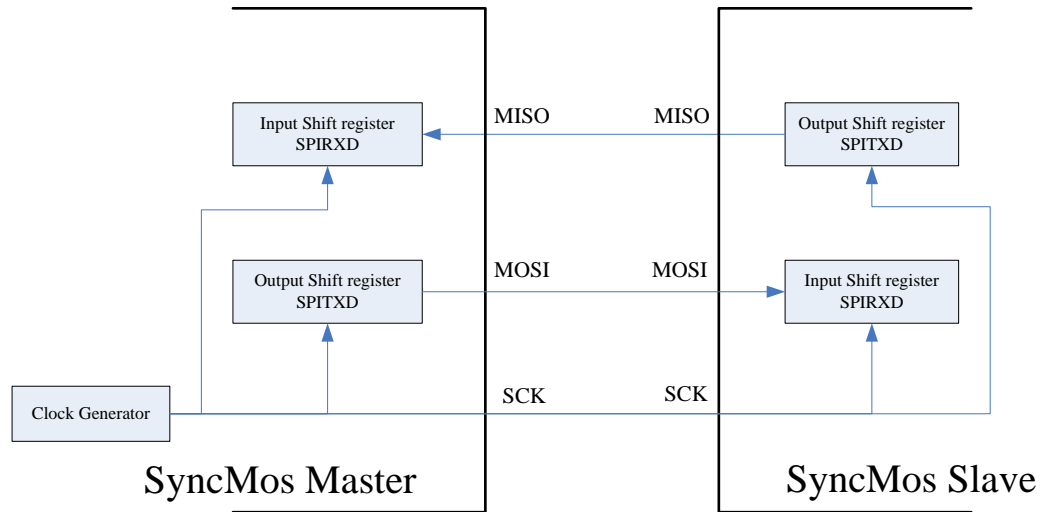 MISO
MISO
Input Shift register
SPIRXD
Output Shift register
SPITXD
MOSI
MOSI
Output Shift register
SPITXD
Input Shift register
SPIRXD
SCK
SCK
Clock Generator
SyncMos Master
SyncMos Slave